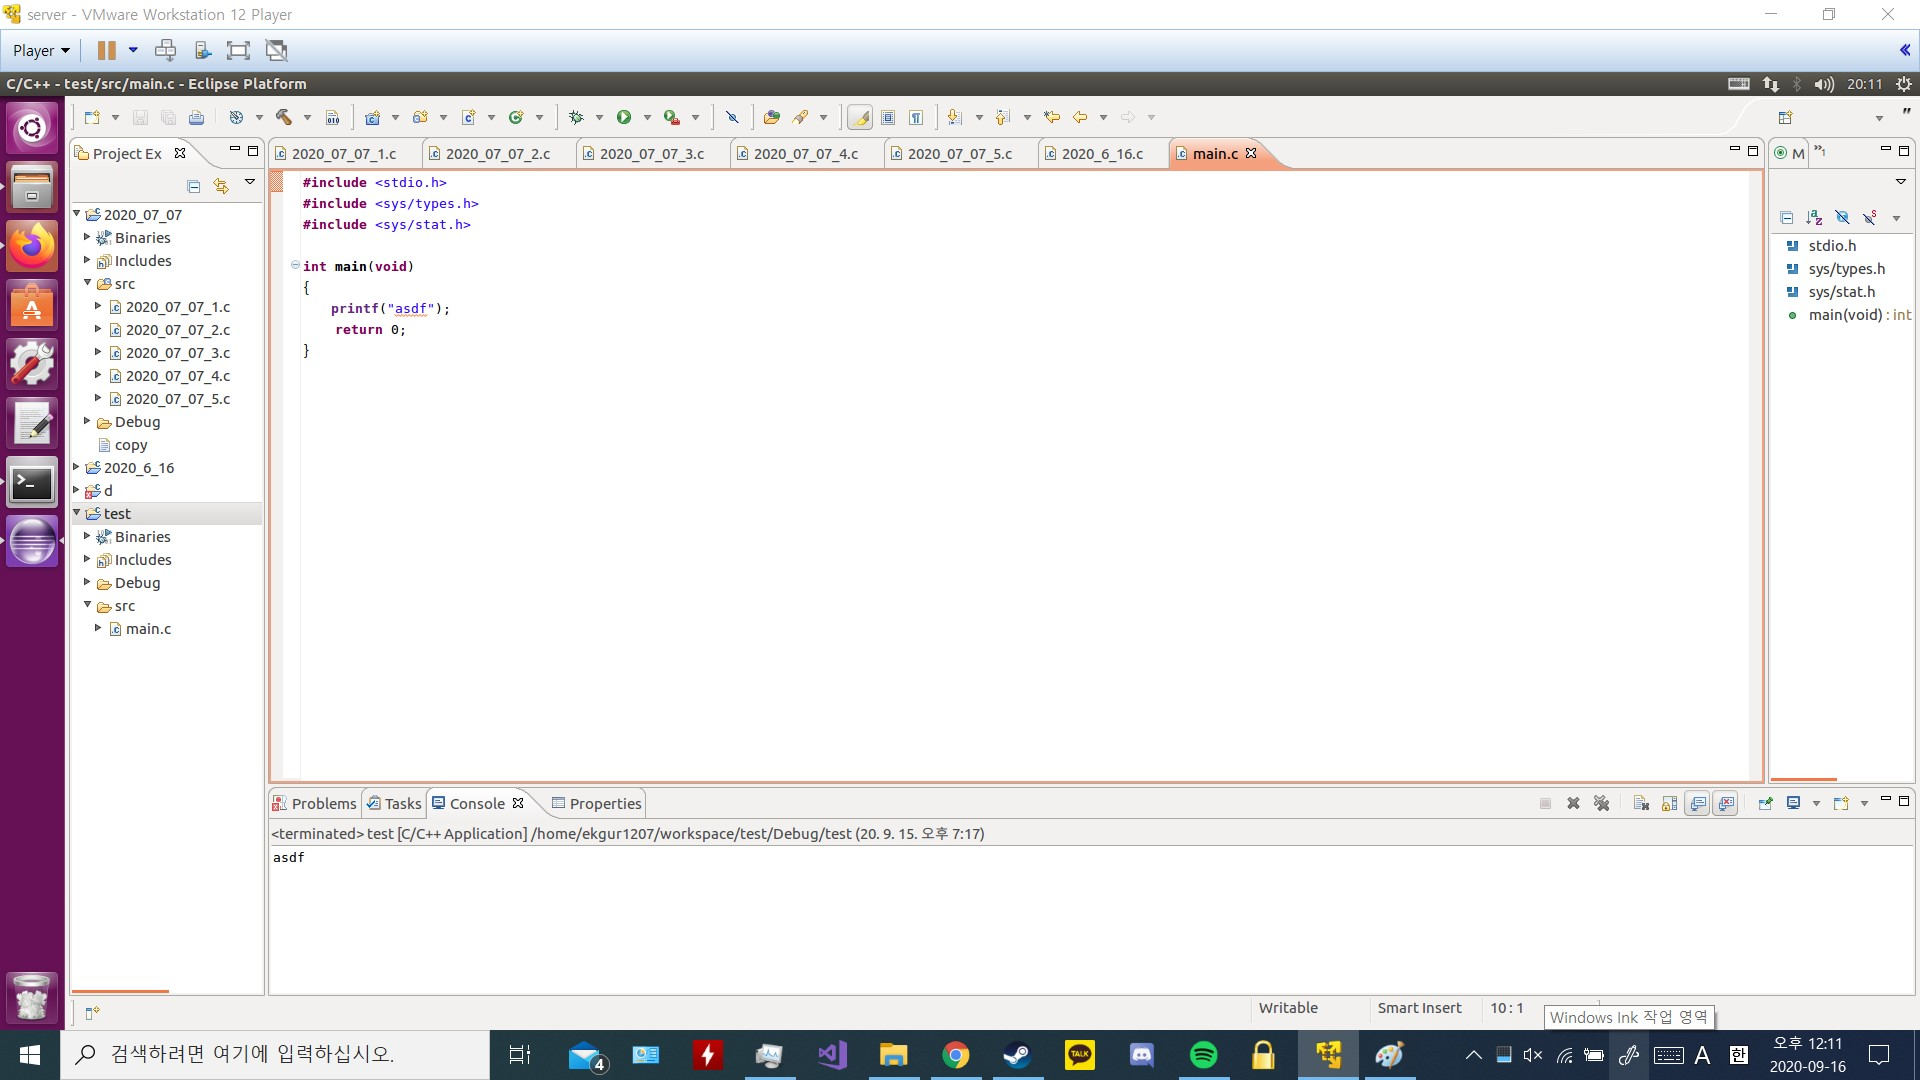 server - VMware Workstation 12 Player
Player
C/C++ - test/src/main.c - Eclipse Platform
20:11
Project Ex
2020_07_07_1.c
2020_07_07_2.c
2020_07_07_3.c
2020_07_07_4.c
2020_07_07_5.c
2020_6_16.c
main.c
M
2020_07_07
Binaries
Includes
src
2020_07_07_1.c
2020_07_07_2.c
2020_07_07_3.c
2020_07_07_4.c
2020_07_07_5.c
Debug
copy
2020_6_16
d
test
Binaries
Includes
Debug
src
main.c
#include <stdio.h>
#include <sys/types.h>
#include <sys/stat.h>
int main(void)
{
printf("asdf");
return 0;
}
stdio.h
sys/types.h
sys/stat.h
main(void) : int
Problems
Tasks
Console
Properties
<terminated> test [C/C++ Application] /home/ekgur1207/workspace/test/Debug/test (20. 9. 15. 오후 7:17)
asdf
Writable
Smart Insert
10 : 1
Windows Ink 작업 영역
검색하려면 여기에 입력하십시오.
4
TALK
A
한
오후 12:11
2020-09-16